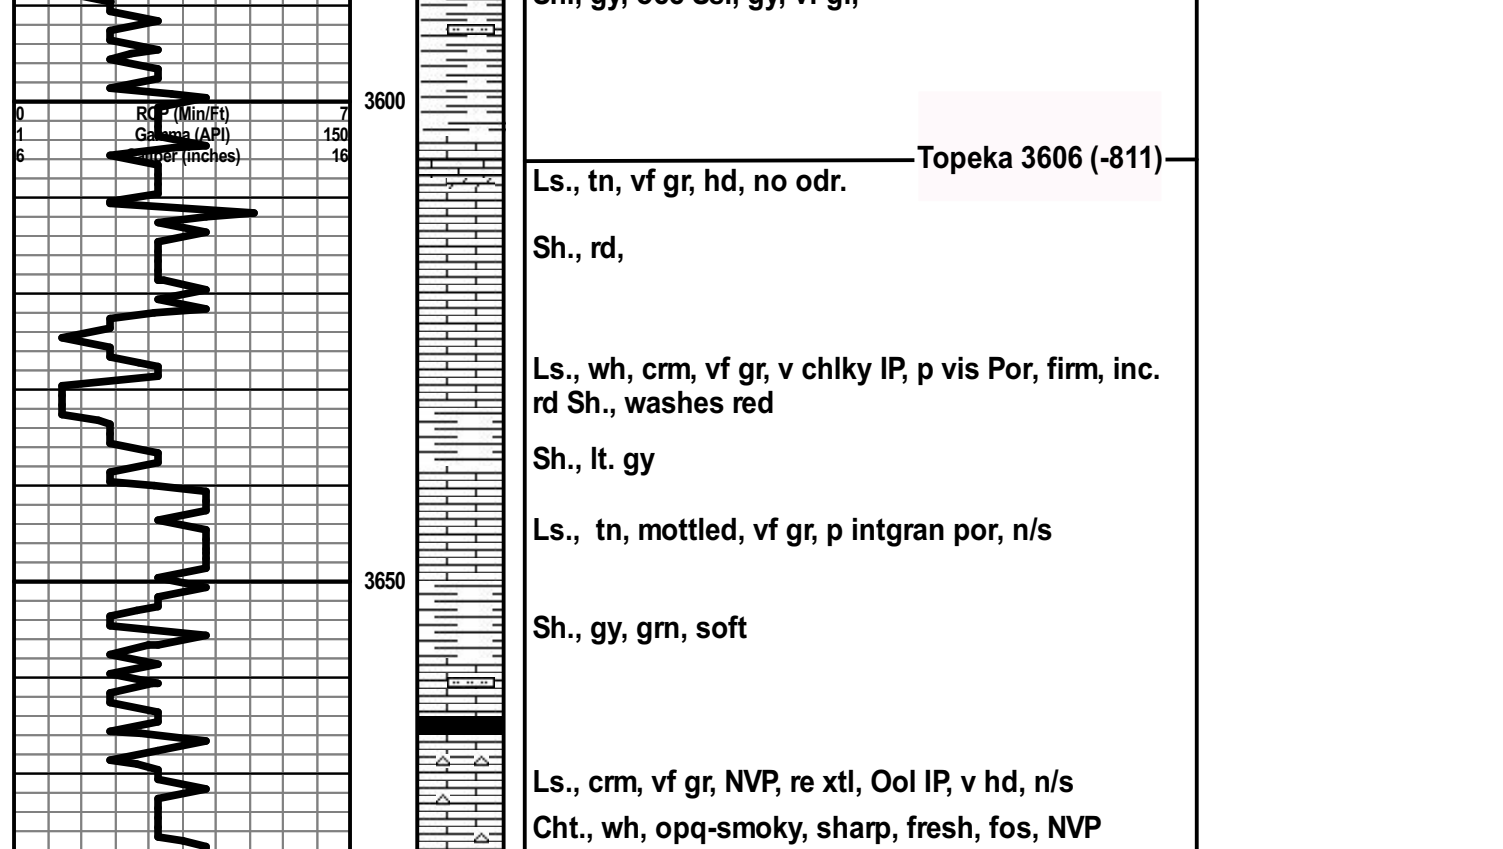 3600
0 ROP (Min/Ft) 7
1 Gamma (API) 150
6 Caliper (inches) 16
Topeka 3606 (-811)
Ls., tn, vf gr, hd, no odr.
Sh., rd,
Ls., wh, crm, vf gr, v chlky IP, p vis Por, firm, inc.
rd Sh., washes red
Sh., lt. gy
Ls., tn, mottled, vf gr, p intgran por, n/s
3650
Sh., gy, grn, soft
Ls., crm, vf gr, NVP, re xtl, Ool IP, v hd, n/s
Cht., wh, opq-smoky, sharp, fresh, fos, NVP